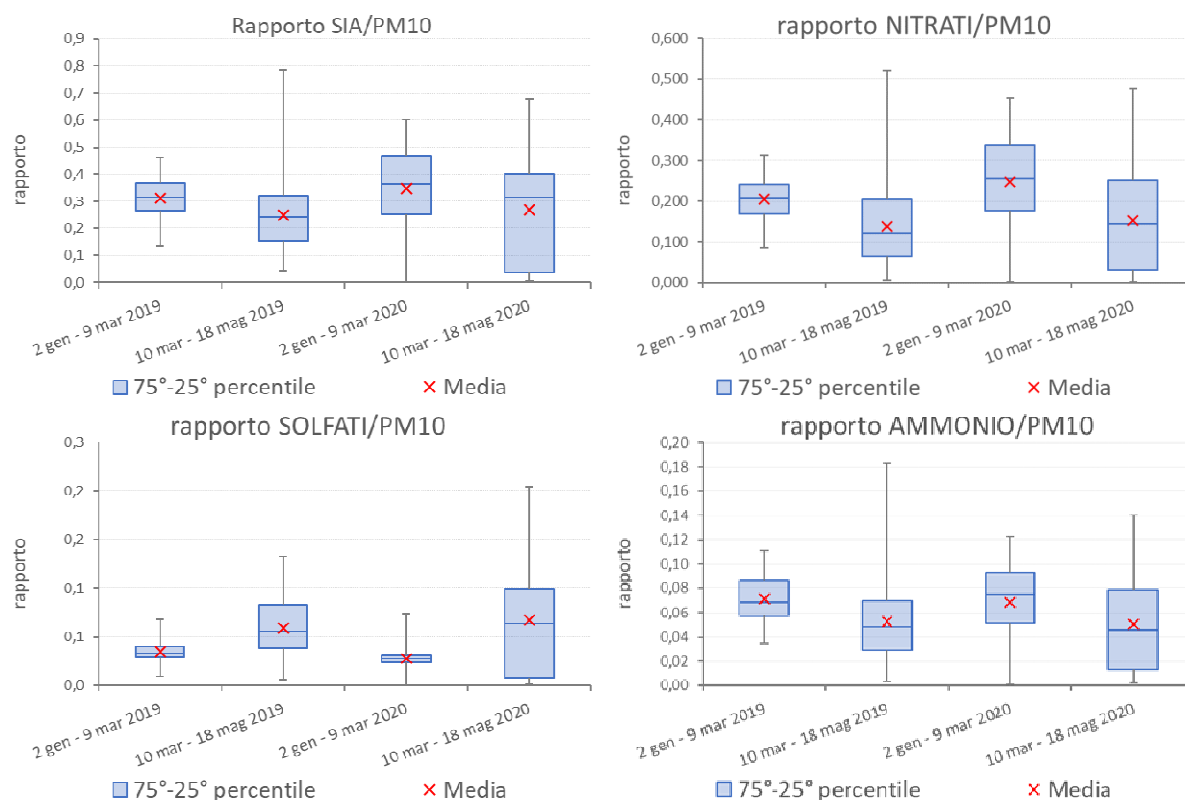 Rapporto SIA/PM10
0,9
0,8
0,7
0,6
0,5
0,4
0,3
0,2
0,1
0,0
rapporto
2 gen - 9 mar 2019
10 mar - 18 mag 2019
2 gen - 9 mar 2020
10 mar - 18 mag 2020
75°-25° percentile
Media
rapporto NITRATI/PM10
0,600
0,500
0,400
0,300
0,200
0,100
0,000
rapporto
2 gen - 9 mar 2019
10 mar - 18 mag 2019
2 gen - 9 mar 2020
10 mar - 18 mag 2020
75°-25° percentile
Media
rapporto SOLFATI/PM10
0,3
0,2
0,2
0,1
0,1
0,0
rapporto
2 gen - 9 mar 2019
10 mar - 18 mag 2019
2 gen - 9 mar 2020
10 mar - 18 mag 2020
75°-25° percentile
Media
rapporto AMMONIO/PM10
0,20
0,18
0,16
0,14
0,12
0,10
0,08
0,06
0,04
0,02
0,00
rapporto
2 gen - 9 mar 2019
10 mar - 18 mag 2019
2 gen - 9 mar 2020
10 mar - 18 mag 2020
75°-25° percentile
Media